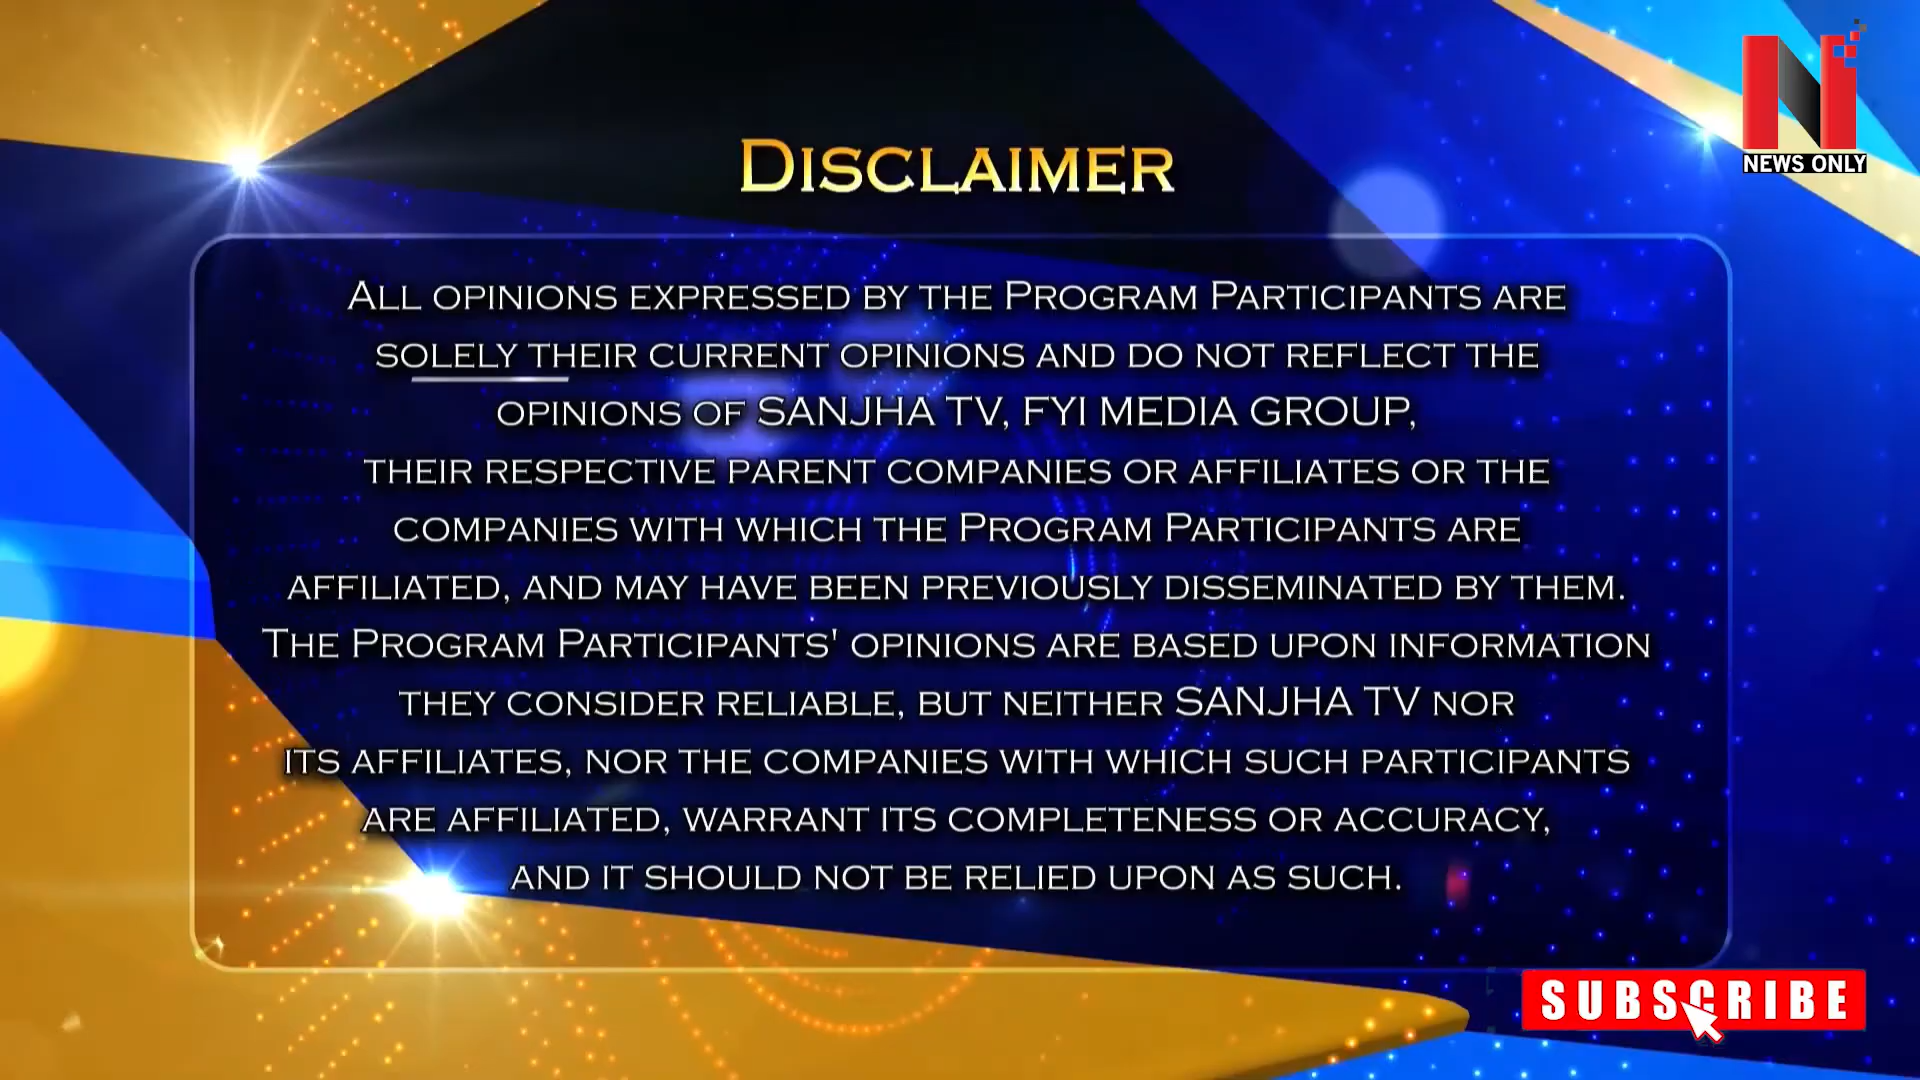 DISCLAIMER
N
NEWS ONLY
ALL OPINIONS EXPRESSED BY THE PROGRAM PARTICIPANTS ARE
SOLELY THEIR CURRENT OPINIONS AND DO NOT REFLECT THE
OPINIONS OF SANJHA TV, FYI MEDIA GROUP,
THEIR RESPECTIVE PARENT COMPANIES OR AFFILIATES OR THE
COMPANIES WITH WHICH THE PROGRAM PARTICIPANTS ARE
AFFILIATED, AND MAY HAVE BEEN PREVIOUSLY DISSEMINATED BY THEM.
THE PROGRAM PARTICIPANTS' OPINIONS ARE BASED UPON INFORMATION
THEY CONSIDER RELIABLE, BUT NEITHER SANJHA TV NOR
ITS AFFILIATES, NOR THE COMPANIES WITH WHICH SUCH PARTICIPANTS
ARE AFFILIATED, WARRANT ITS COMPLETENESS OR ACCURACY,
AND IT SHOULD NOT BE RELIED UPON AS SUCH.
SUBSCRIBE